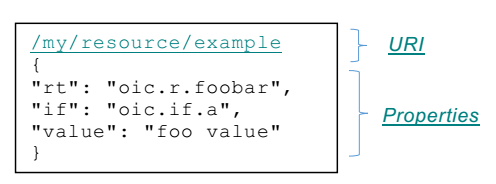 /my/resource/example
URI
{
"rt": "oic.r.foobar",
"if": "oic.if.a",
"value": "foo value"
}
Properties